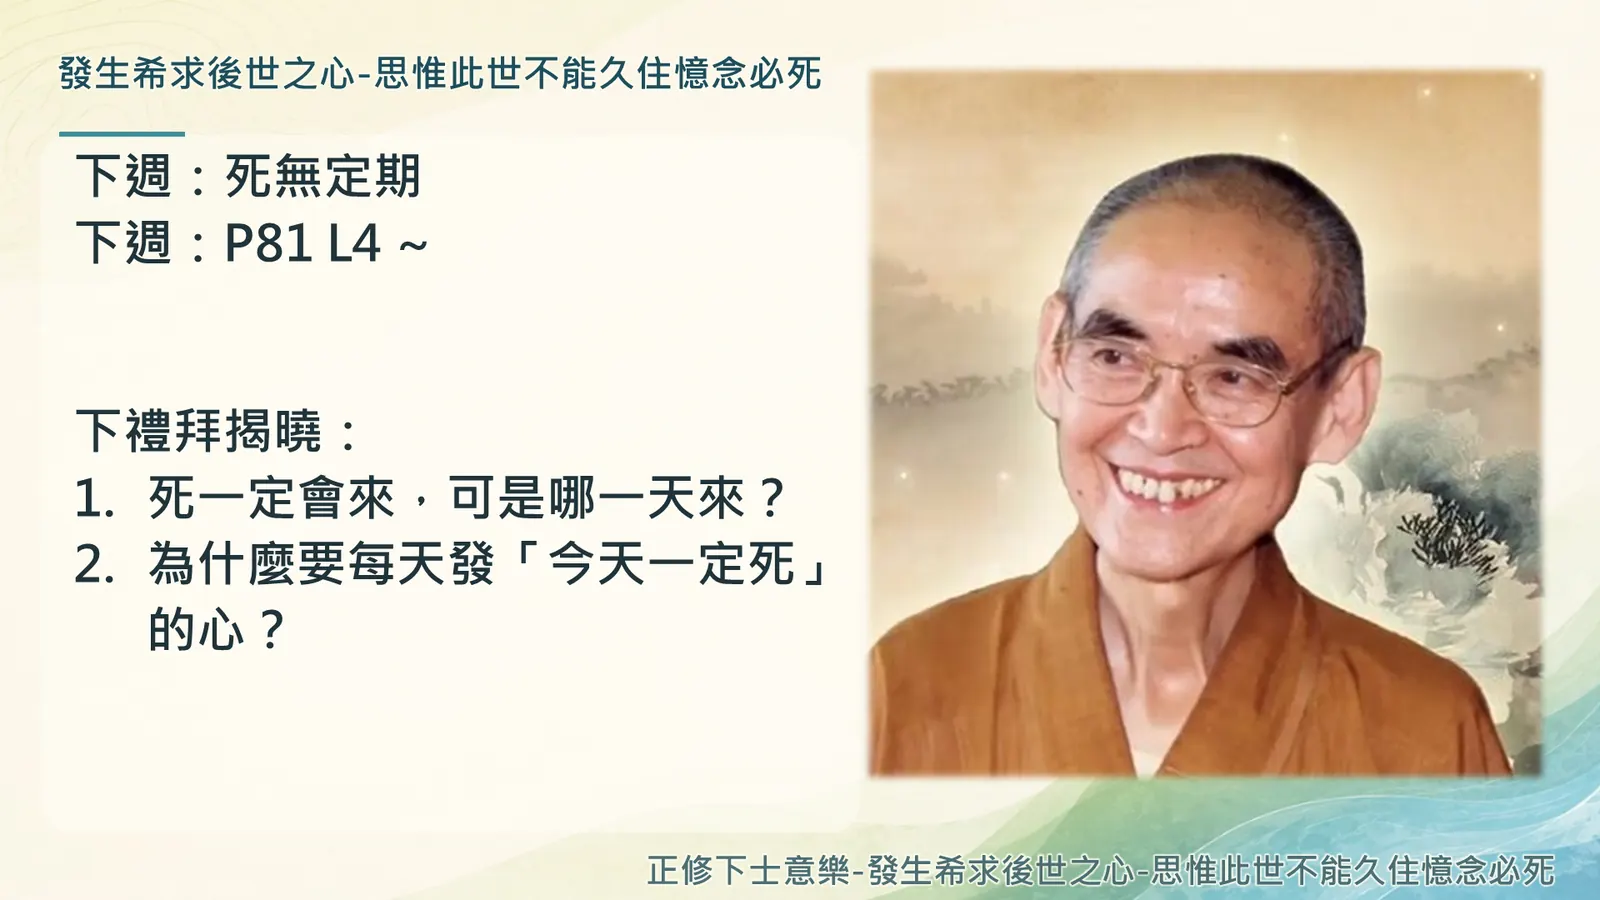 發生希求後世之心-思惟此世不能久住憶念必死
下週：死無定期
下週：P81 L4 ~
下禮拜揭曉：
1. 死一定會來，可是哪一天來？
2. 為什麼要每天發「今天一定死」
的心？
正修下士意樂-發生希求後世之心-思惟此世不能久住憶念必死